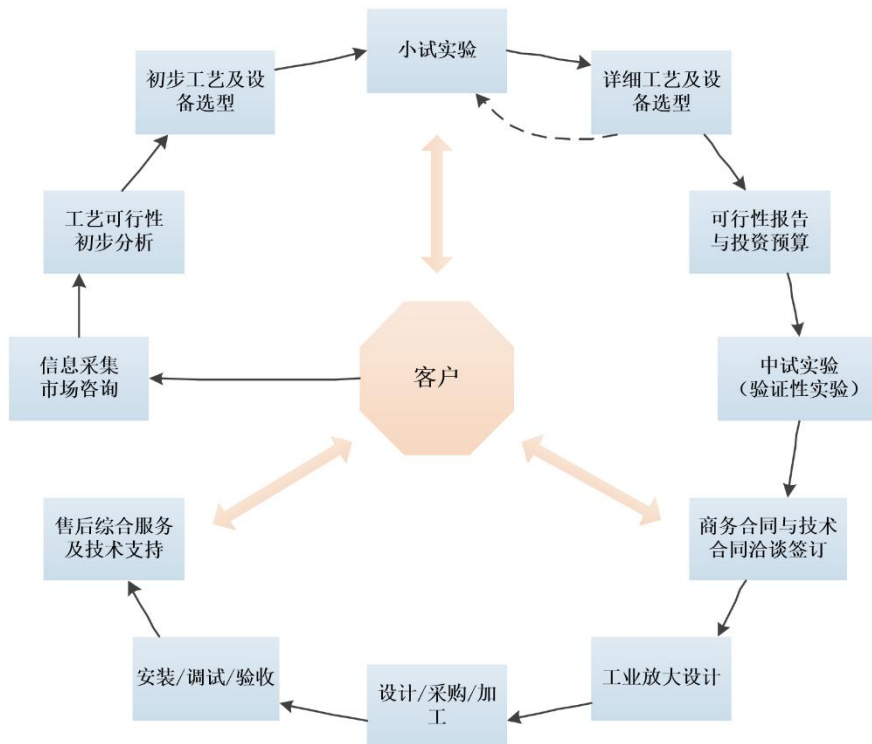 小试实验
初步工艺及设
备选型
详细工艺及设
备选型
工艺可行性
初步分析
可行性报告
与投资预算
信息采集
市场咨询
客户
中试实验
（验证性实验）
售后综合服务
及技术支持
商务合同与技术
合同洽谈签订
安装/调试/验收
设计/采购/加
工
工业放大设计